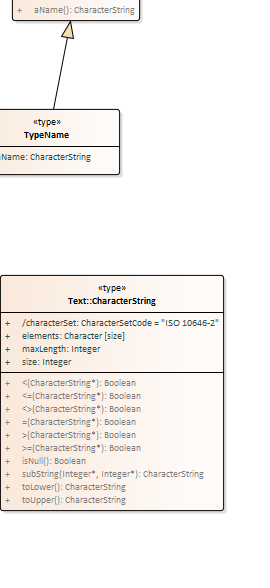 + aName(): CharacterString
«type»
TypeName
Name: CharacterString
«type»
Text::CharacterString
+ /characterSet: CharacterSetCode = "ISO 10646-2"
+ elements: Character [size]
+ maxLength: Integer
+ size: Integer
+ <(CharacterString*): Boolean
+ <=(CharacterString*): Boolean
+ <>(CharacterString*): Boolean
+ =(CharacterString*): Boolean
+ >(CharacterString*): Boolean
+ >=(CharacterString*): Boolean
+ isNull(): Boolean
+ subString(Integer*, Integer*): CharacterString
+ toLower(): CharacterString
+ toUpper(): CharacterString